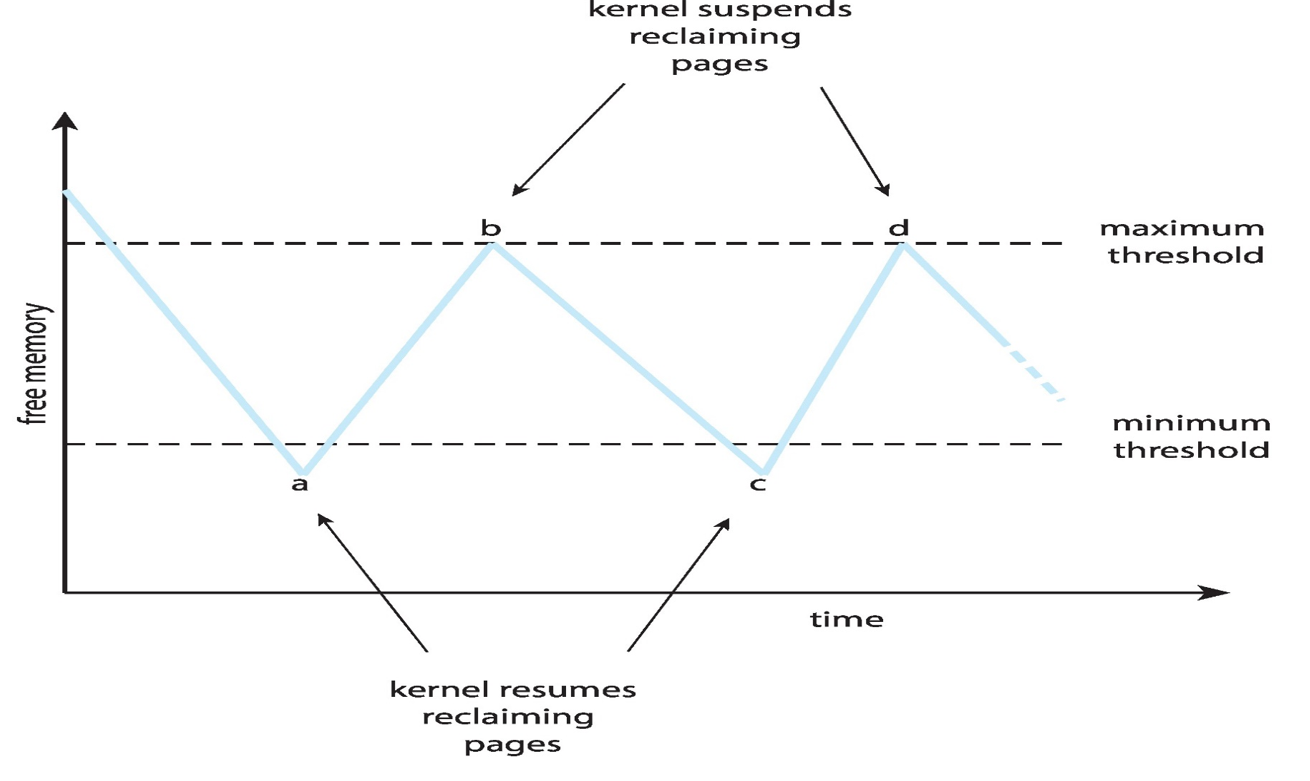 kernel suspends
reclaiming
pages
b
d
maximum
threshold
free memory
minimum
threshold
a
c
time
kernel resumes
reclaiming
pages